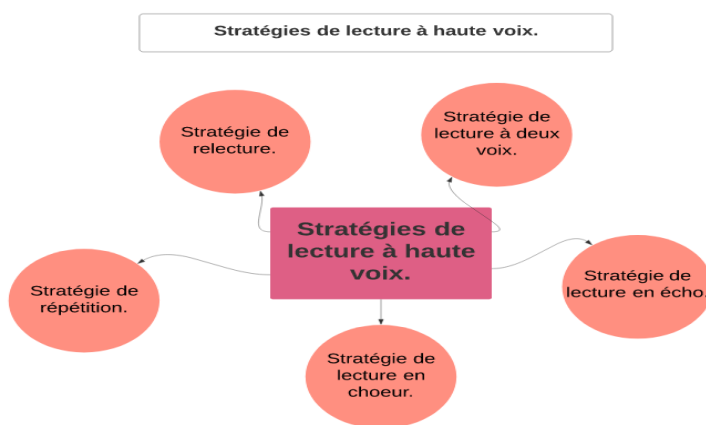 Stratégies de lecture à haute voix.
Stratégie de
relecture.
Stratégie de
lecture à deux
voix.
Stratégies de
lecture à haute
voix.
Stratégie de
répétition.
Stratégie de
lecture en écho.
Stratégie de
lecture en
choeur.